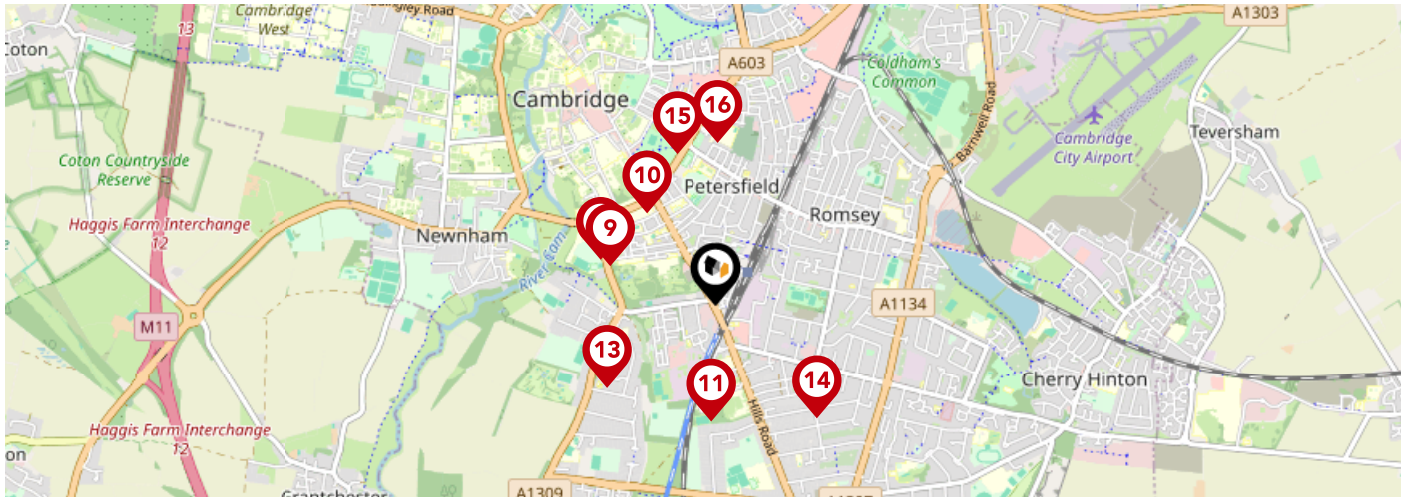 Cambridge
West
13
Coton
A1303
A603
Coldham's
Common
Cambridge
16
15
Barnwell Road
Cambridge
City Airport
Teversham
Coton Countryside
Reserve
10
Petersfield
Romsey
Haggis Farm Interchange
12
Newnham
9
River Cam
A1134
M11
13
11
14
Cherry Hinton
Hills Road
Haggis Farm Interchange
12
on
A1309
Grantchester